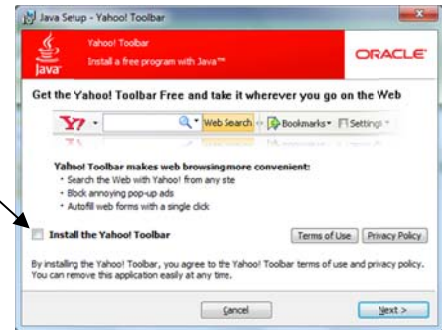 Java Setup - Yahoo! Toolbar
Java
Yahoo! Toolbar
Install a free program with Java™
ORACLE
Get the Yahoo! Toolbar Free and take it wherever you go on the Web
Y! Web Search Bookmarks Settings
Yahoo! Toolbar makes web browsing more convenient:
• Search the Web with Yahoo! from any site
• Block annoying pop-up ads
• Autofill web forms with a single click
Install the Yahoo! Toolbar Terms of Use Privacy Policy
By installing the Yahoo! Toolbar, you agree to the Yahoo! Toolbar terms of use and privacy policy.
You can remove this application easily at any time.
Cancel Next >